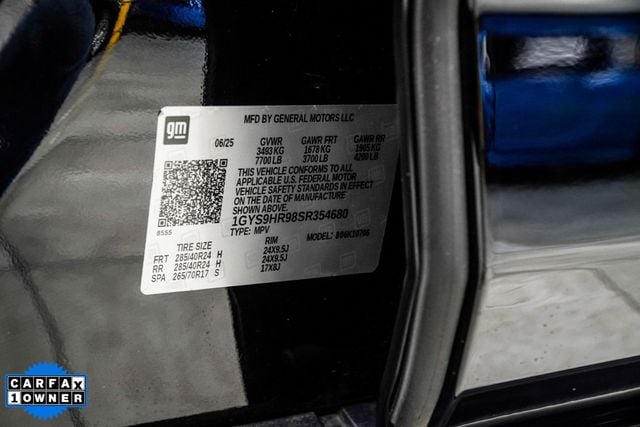 gm
MFD BY GENERAL MOTORS LLC
06/25 GVWR GAWR FRT GAWR RR
3493 KG 1678 KG 1905 KG
7700 LB 3700 LB 4200 LB
THIS VEHICLE CONFORMS TO ALL
APPLICABLE U.S. FEDERAL MOTOR
VEHICLE SAFETY STANDARDS IN EFFECT
ON THE DATE OF MANUFACTURE
SHOWN ABOVE.
1GYS9HR98SR354680
8555 TYPE: MPV MODEL: 806K10706
TIRE SIZE RIM
FRT 285/40R24 H 24X9.5J
RR 285/40R24 H 24X9.5J
SPA 265/70R17 S 17X8J
CARFAX
1 OWNER